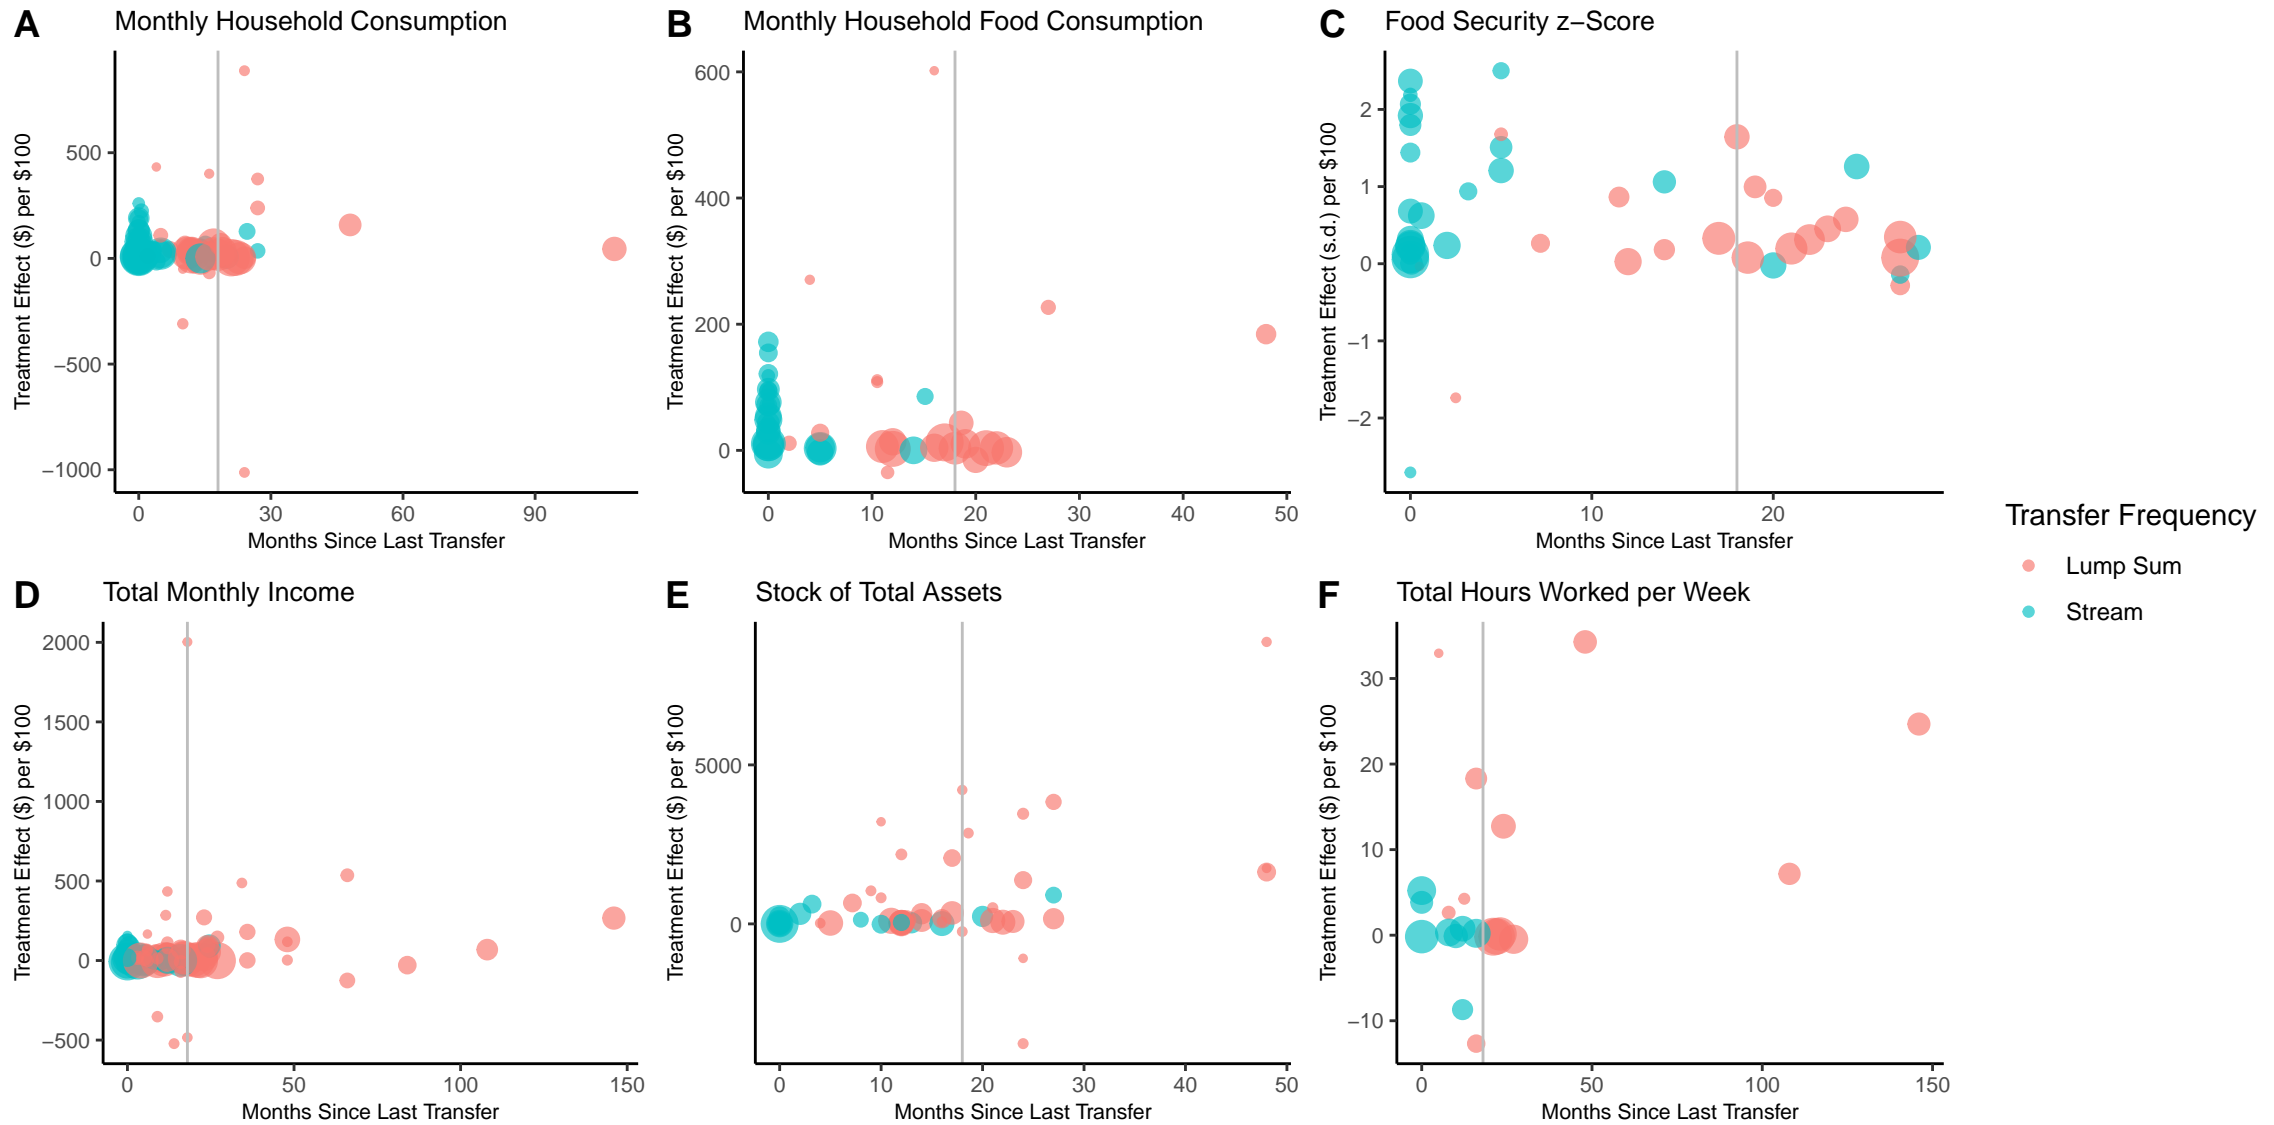 A Monthly Household Consumption
Treatment Effect ($) per $100
500
0
−500
−1000
0 30 60 90
Months Since Last Transfer
B Monthly Household Food Consumption
Treatment Effect ($) per $100
600
400
200
0
0 10 20 30 40 50
Months Since Last Transfer
C Food Security z−Score
Treatment Effect (s.d.) per $100
2
1
0
−1
−2
0 10 20
Months Since Last Transfer
D Total Monthly Income
Treatment Effect ($) per $100
2000
1500
1000
500
0
−500
0 50 100 150
Months Since Last Transfer
E Stock of Total Assets
Treatment Effect ($) per $100
5000
0
0 10 20 30 40 50
Months Since Last Transfer
F Total Hours Worked per Week
Treatment Effect ($) per $100
30
20
10
0
−10
0 50 100 150
Months Since Last Transfer
Transfer Frequency
Lump Sum
Stream